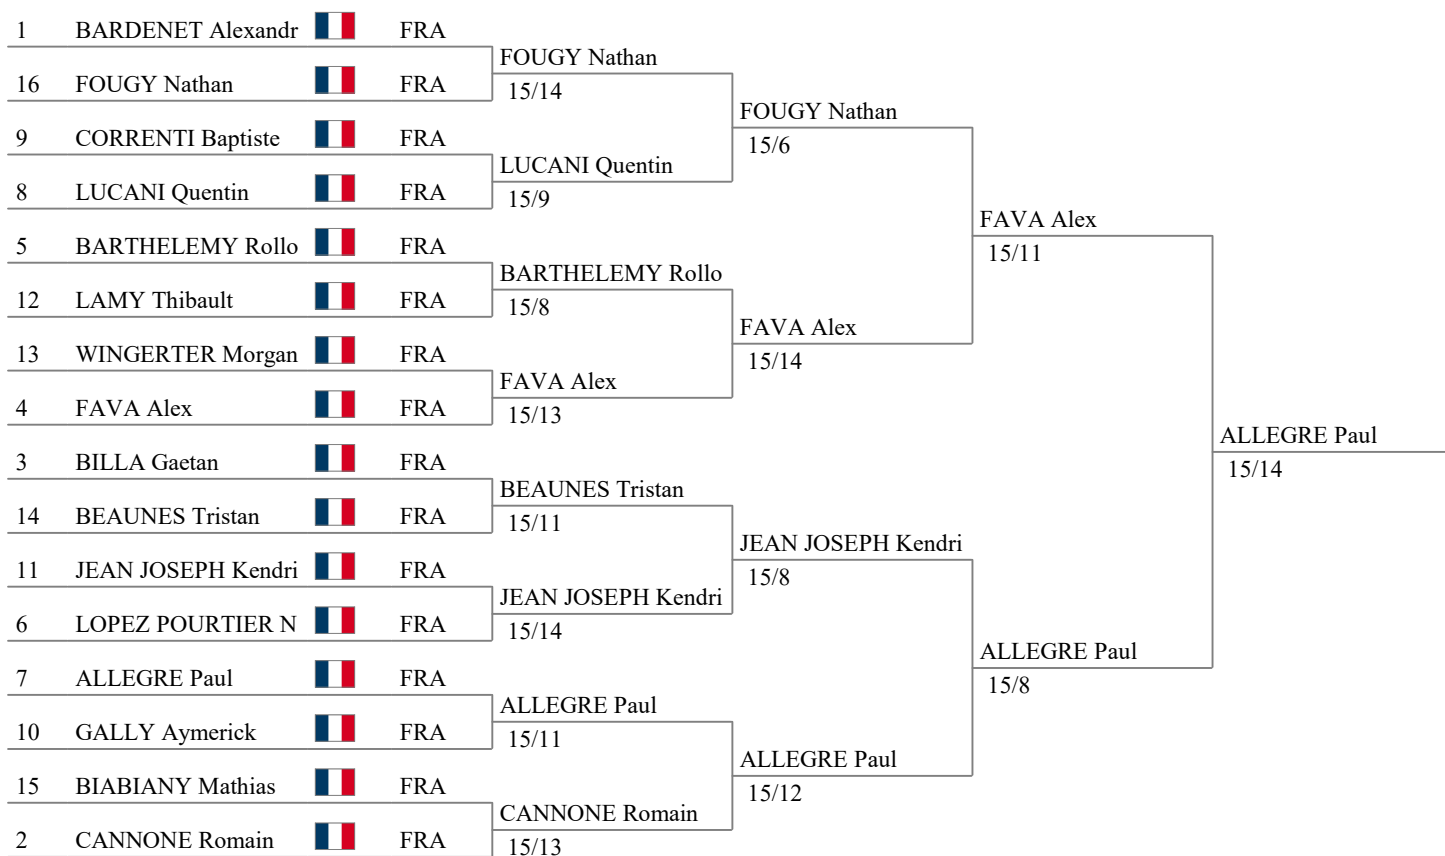 1 BARDENET Alexandr FRA
16 FOUGY Nathan FRA
9 CORRENTI Baptiste FRA
8 LUCANI Quentin FRA
5 BARTHELEMY Rollo FRA
12 LAMY Thibault FRA
13 WINGERTER Morgan FRA
4 FAVA Alex FRA
3 BILLA Gaetan FRA
14 BEAUNES Tristan FRA
11 JEAN JOSEPH Kendri FRA
6 LOPEZ POURTIER N FRA
7 ALLEGRE Paul FRA
10 GALLY Aymerick FRA
15 BIABIANY Mathias FRA
2 CANNONE Romain FRA
FOUGY Nathan
15/14
LUCANI Quentin
15/9
BARTHELEMY Rollo
15/8
FAVA Alex
15/13
BEAUNES Tristan
15/11
JEAN JOSEPH Kendri
15/14
ALLEGRE Paul
15/11
CANNONE Romain
15/13
FOUGY Nathan
15/6
FAVA Alex
15/14
JEAN JOSEPH Kendri
15/8
ALLEGRE Paul
15/12
FAVA Alex
15/11
ALLEGRE Paul
15/8
ALLEGRE Paul
15/14